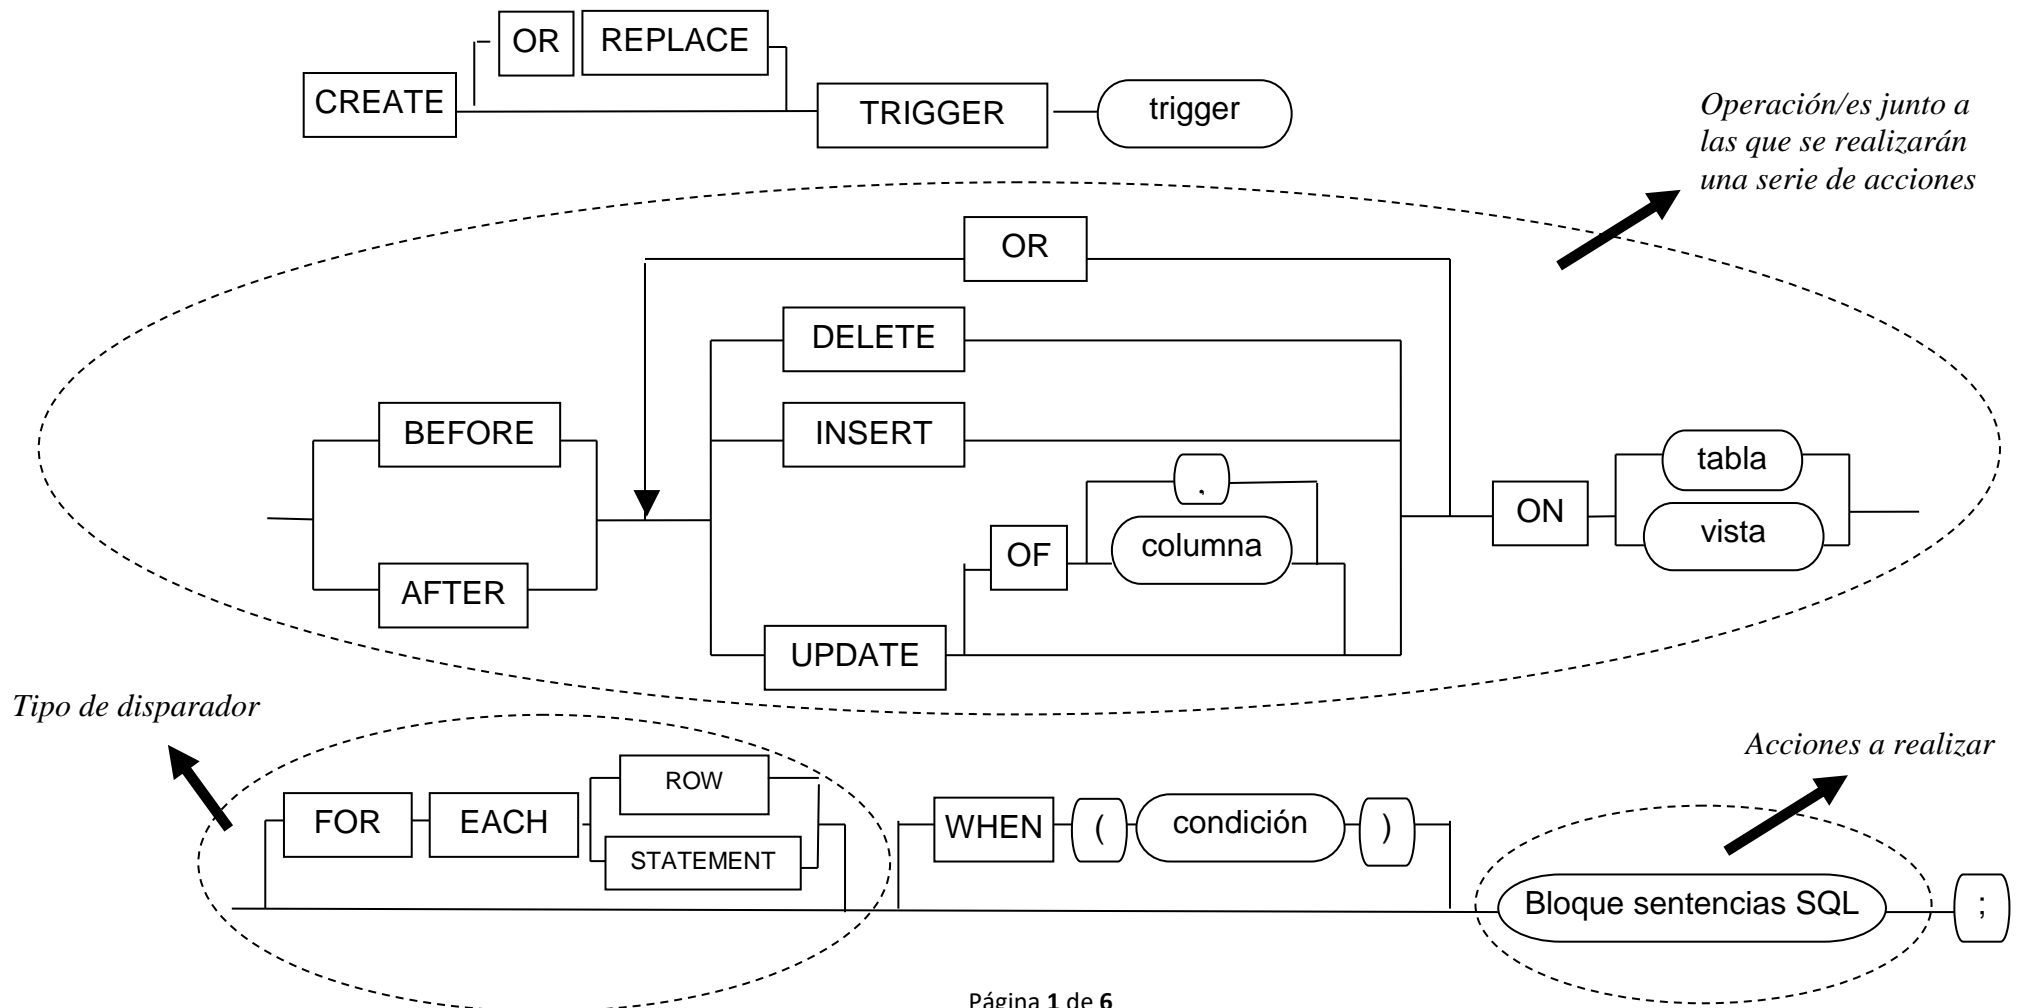 OR REPLACE
CREATE TRIGGER trigger
Operación/es junto a
las que se realizarán
una serie de acciones
OR
DELETE
BEFORE INSERT
,
tabla
ON
OF columna
vista
AFTER
UPDATE
Tipo de disparador
Acciones a realizar
ROW
FOR EACH
WHEN ( condición )
STATEMENT
Bloque sentencias SQL ;
Página 1 de 6